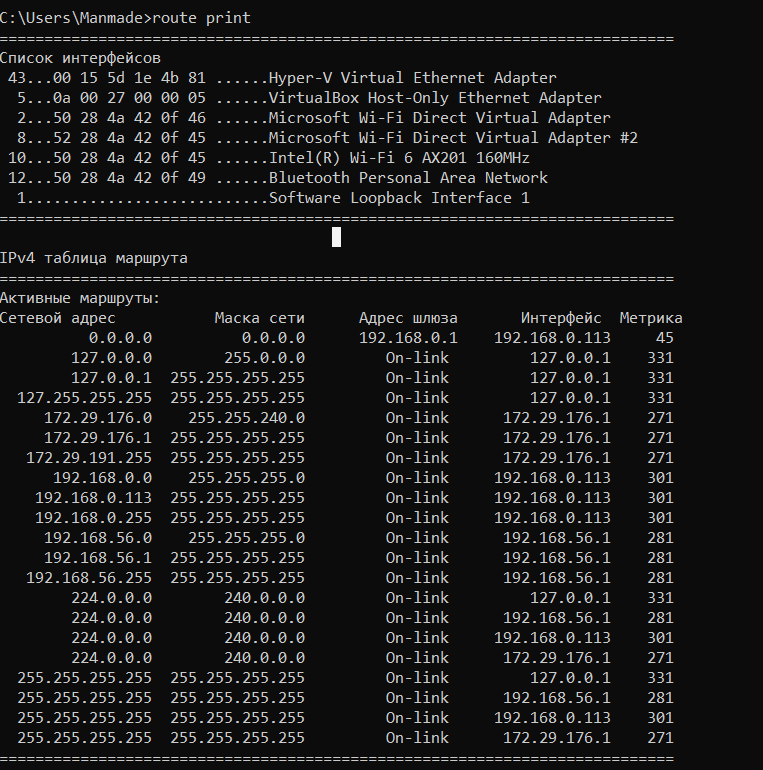 C:\Users\Manmade>route print
===========================================================================
Список интерфейсов
 43...00 15 5d 1e 4b 81 ......Hyper-V Virtual Ethernet Adapter
  5...0a 00 27 00 00 05 ......VirtualBox Host-Only Ethernet Adapter
  2...50 28 4a 42 0f 46 ......Microsoft Wi-Fi Direct Virtual Adapter
  8...52 28 4a 42 0f 45 ......Microsoft Wi-Fi Direct Virtual Adapter #2
 10...50 28 4a 42 0f 45 ......Intel(R) Wi-Fi 6 AX201 160MHz
 12...50 28 4a 42 0f 49 ......Bluetooth Personal Area Network
  1...........................Software Loopback Interface 1
===========================================================================
IPv4 таблица маршрута
===========================================================================
Активные маршруты:
Сетевой адрес           Маска сети      Адрес шлюза       Интерфейс  Метрика
          0.0.0.0          0.0.0.0      192.168.0.1    192.168.0.113     45
        127.0.0.0        255.0.0.0         On-link         127.0.0.1    331
        127.0.0.1  255.255.255.255         On-link         127.0.0.1    331
  127.255.255.255  255.255.255.255         On-link         127.0.0.1    331
     172.29.176.0    255.255.240.0         On-link      172.29.176.1    271
     172.29.176.1  255.255.255.255         On-link      172.29.176.1    271
   172.29.191.255  255.255.255.255         On-link      172.29.176.1    271
      192.168.0.0    255.255.255.0         On-link     192.168.0.113    301
    192.168.0.113  255.255.255.255         On-link     192.168.0.113    301
    192.168.0.255  255.255.255.255         On-link     192.168.0.113    301
     192.168.56.0    255.255.255.0         On-link      192.168.56.1    281
     192.168.56.1  255.255.255.255         On-link      192.168.56.1    281
   192.168.56.255  255.255.255.255         On-link      192.168.56.1    281
        224.0.0.0        240.0.0.0         On-link         127.0.0.1    331
        224.0.0.0        240.0.0.0         On-link      192.168.56.1    281
        224.0.0.0        240.0.0.0         On-link     192.168.0.113    301
        224.0.0.0        240.0.0.0         On-link      172.29.176.1    271
  255.255.255.255  255.255.255.255         On-link         127.0.0.1    331
  255.255.255.255  255.255.255.255         On-link      192.168.56.1    281
  255.255.255.255  255.255.255.255         On-link     192.168.0.113    301
  255.255.255.255  255.255.255.255         On-link      172.29.176.1    271
===========================================================================